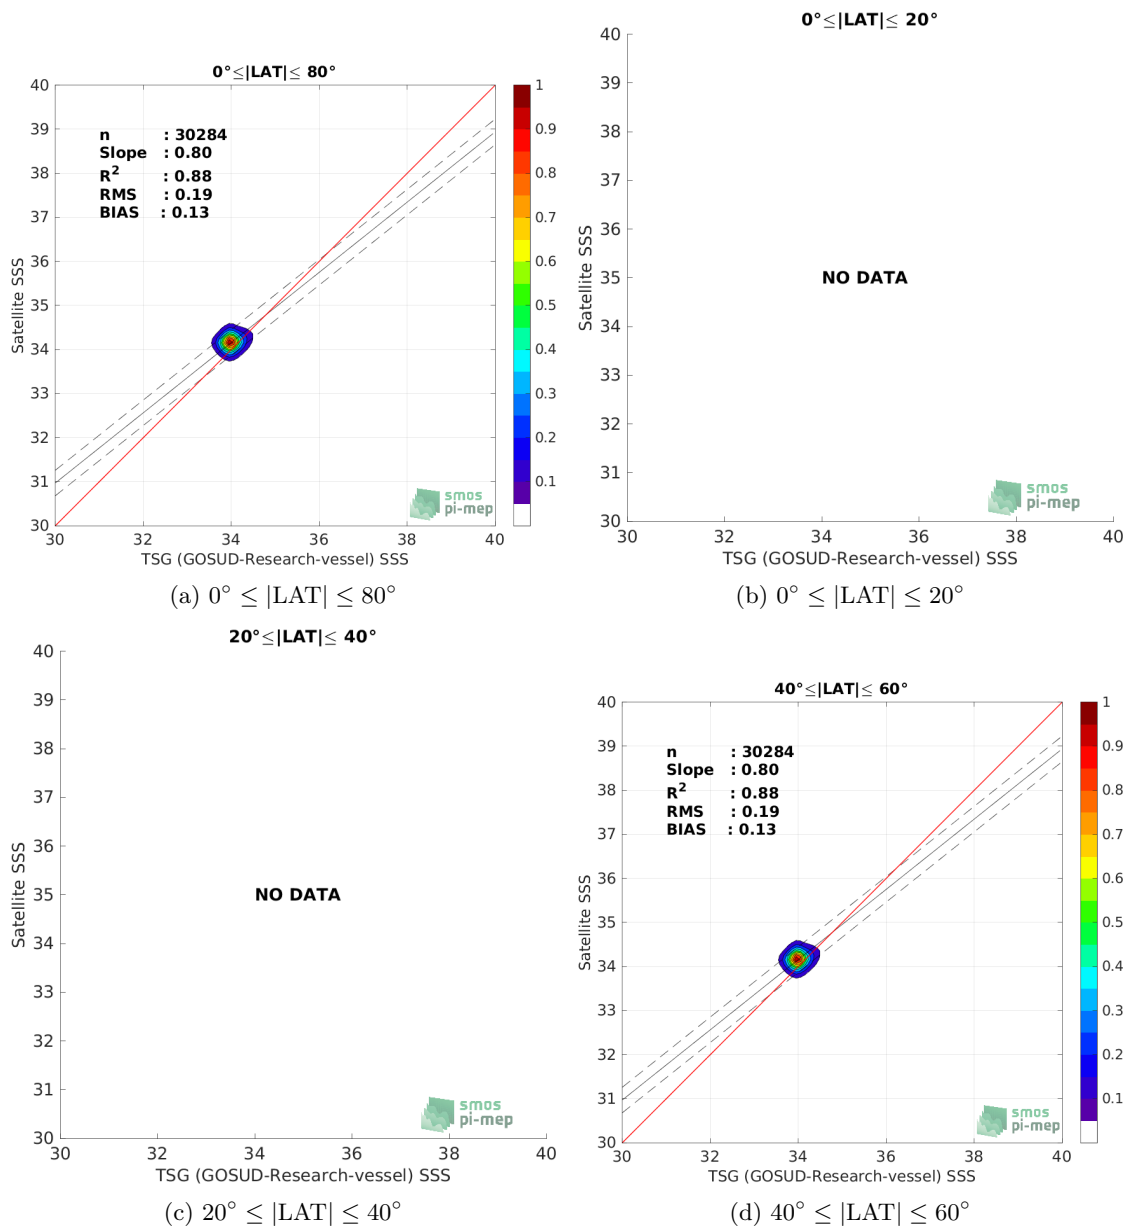 0°≤|LAT|≤ 80°
40
39
38
37
36
35
34
33
32
31
30
Satellite SSS
n : 30284
Slope : 0.80
R² : 0.88
RMS : 0.19
BIAS : 0.13
smos
pi-mep
30 32 34 36 38 40
TSG (GOSUD-Research-vessel) SSS
1
0.9
0.8
0.7
0.6
0.5
0.4
0.3
0.2
0.1
(a) 0° ≤ |LAT| ≤ 80°
0°≤|LAT|≤ 20°
40
39
38
37
36
35
34
33
32
31
30
Satellite SSS
NO DATA
smos
pi-mep
30 32 34 36 38 40
TSG (GOSUD-Research-vessel) SSS
(b) 0° ≤ |LAT| ≤ 20°
20°≤|LAT|≤ 40°
40
39
38
37
36
35
34
33
32
31
30
Satellite SSS
NO DATA
smos
pi-mep
30 32 34 36 38 40
TSG (GOSUD-Research-vessel) SSS
(c) 20° ≤ |LAT| ≤ 40°
40°≤|LAT|≤ 60°
40
39
38
37
36
35
34
33
32
31
30
Satellite SSS
n : 30284
Slope : 0.80
R² : 0.88
RMS : 0.19
BIAS : 0.13
smos
pi-mep
30 32 34 36 38 40
TSG (GOSUD-Research-vessel) SSS
1
0.9
0.8
0.7
0.6
0.5
0.4
0.3
0.2
0.1
(d) 40° ≤ |LAT| ≤ 60°